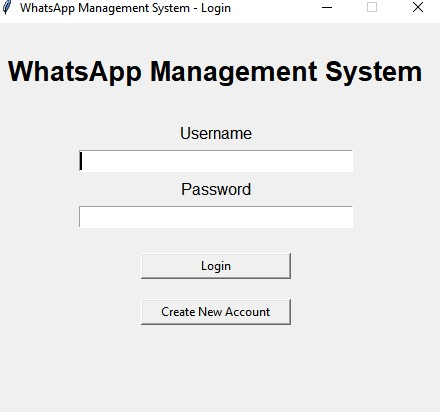 WhatsApp Management System - Login
WhatsApp Management System
Username
Password
Login
Create New Account